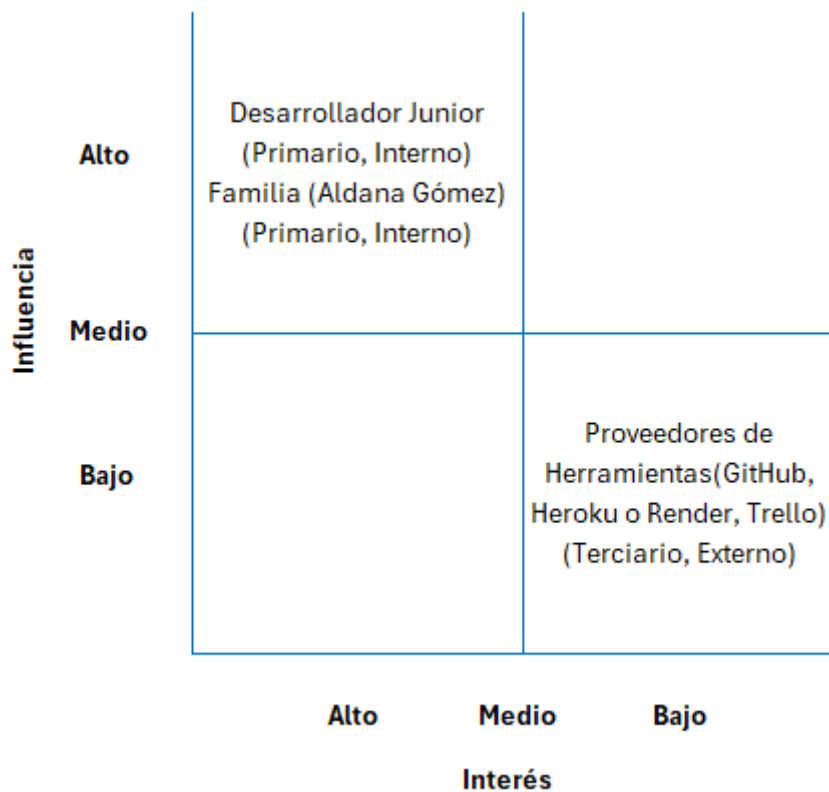 Desarrollador Junior
(Primario, Interno)
Familia (Aldana Gómez)
(Primario, Interno)
Alto
Influencia
Medio
Proveedores de
Herramientas(GitHub,
Heroku o Render, Trello)
(Terciario, Externo)
Bajo
Alto
Medio
Bajo
Interés